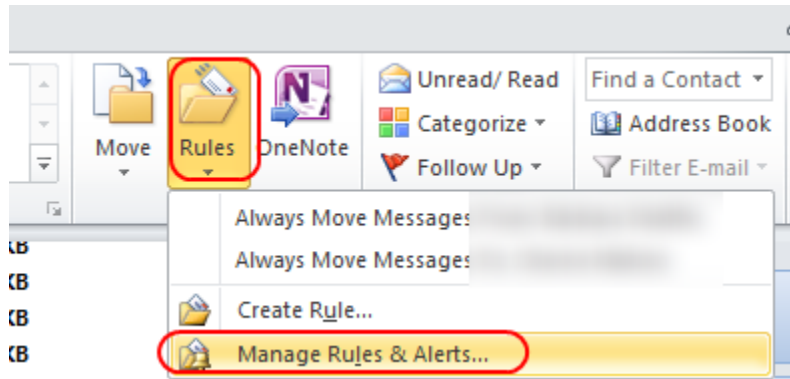 Unread/ Read
Find a Contact
Categorize
Address Book
Move
Rules
OneNote
Follow Up
Filter E-mail
Always Move Messages
Always Move Messages
KB
KB
Create Rule...
KB
Manage Rules & Alerts...
KB